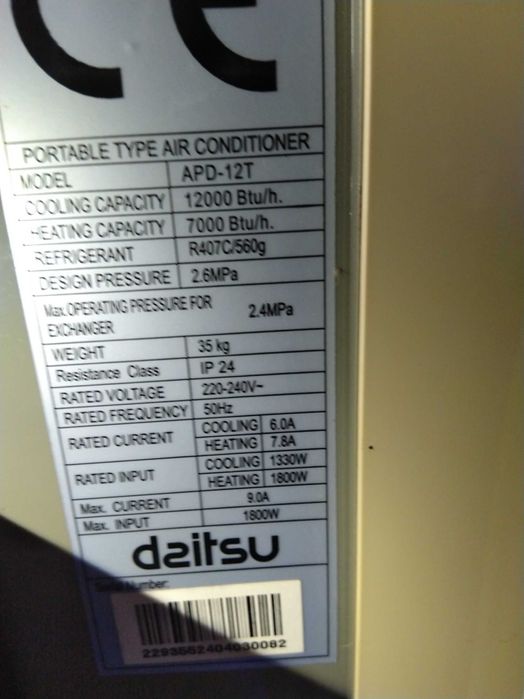 CE
PORTABLE TYPE AIR CONDITIONER
MODEL APD-12T
COOLING CAPACITY 12000 Btu/h.
HEATING CAPACITY 7000 Btu/h.
REFRIGERANT R407C/560g
DESIGN PRESSURE 2.6MPa
Max.OPERATING PRESSURE FOR
EXCHANGER 2.4MPa
WEIGHT 35 kg
Resistance Class IP 24
RATED VOLTAGE 220-240V~
RATED FREQUENCY 50Hz
RATED CURRENT COOLING 6.0A
HEATING 7.8A
RATED INPUT COOLING 1330W
HEATING 1800W
Max. CURRENT 9.0A
Max. INPUT 1800W
daitsu
Serial Number:
2293552404030082